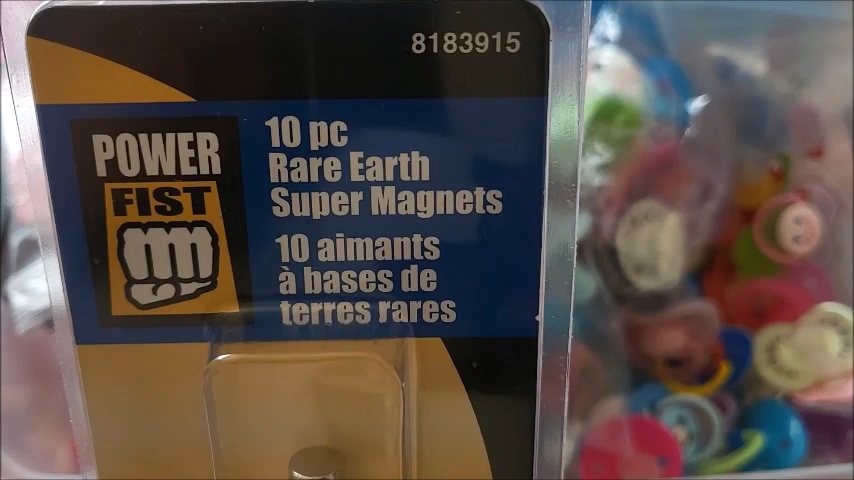 8183915
POWER
FIST
10 pc
Rare Earth
Super Magnets
10 aimants
à bases de
terres rares